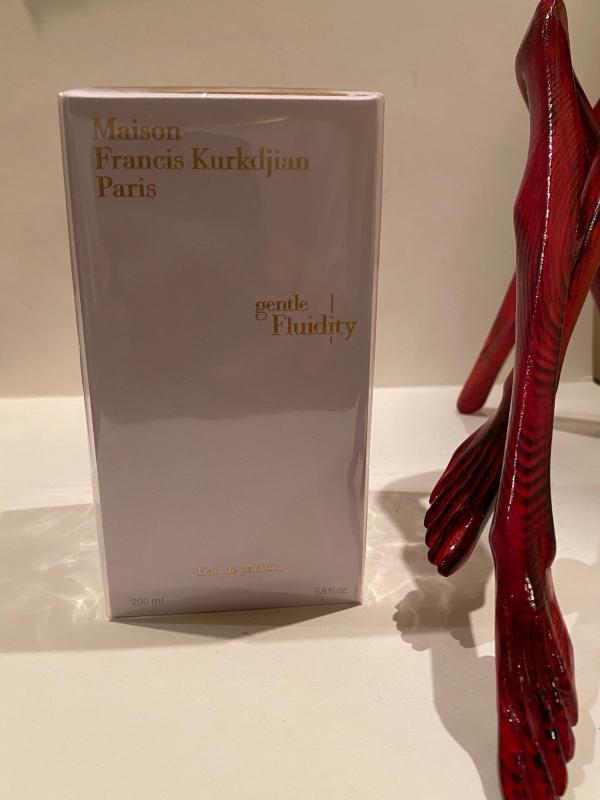 Maison
Francis Kurkdjian
Paris
gentle
Fluidity
Eau de parfum
200 ml 6.8 fl.oz.